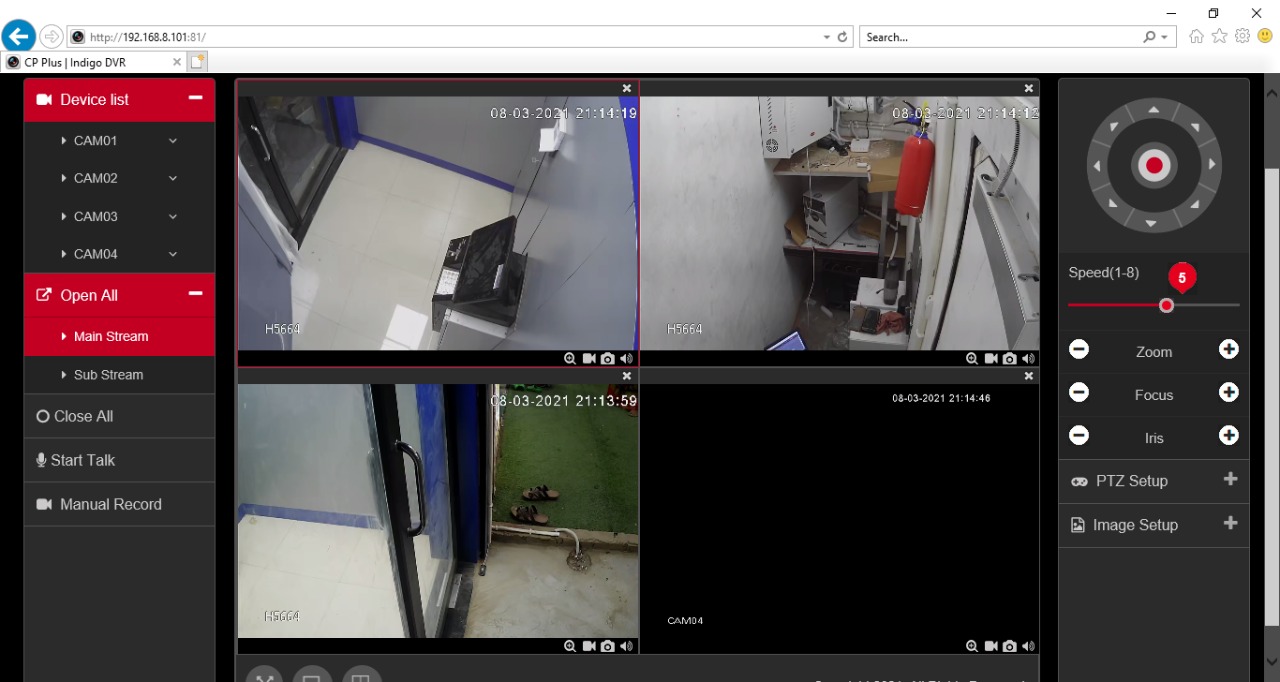 http://192.168.8.101:81/
Search...
CP Plus | Indigo DVR
Device list
CAM01
CAM02
CAM03
CAM04
Open All
Main Stream
Sub Stream
Close All
Start Talk
Manual Record
08-03-2021 21:14:19
H5664
08-03-2021 21:14:12
H5664
08-03-2021 21:13:59
H5664
08-03-2021 21:14:46
CAM04
Speed(1-8)
5
Zoom
Focus
Iris
PTZ Setup
Image Setup